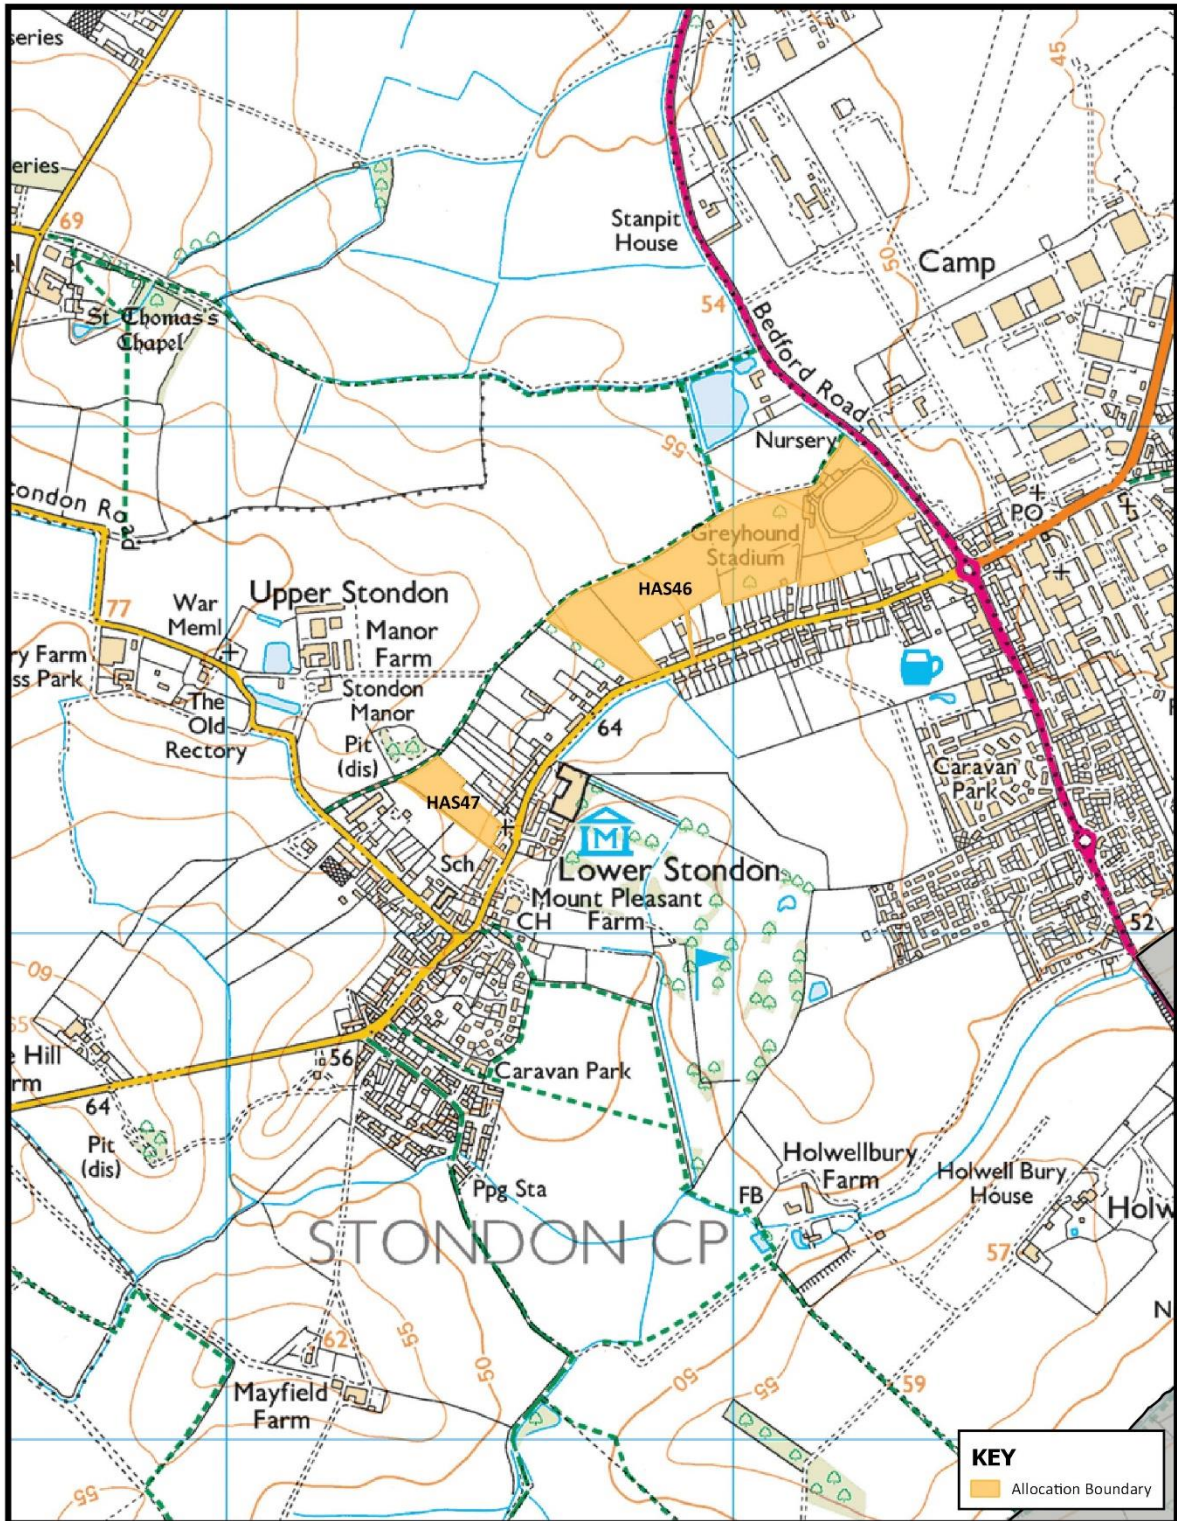 series
45
eries
69
Stanpit
House
50
Camp
54
St Thomas's
Chapel
Bedford Road
Nursery
55
PO
Greyhound
Stadium
HAS46
77
War
Meml
Upper Stondon
Manor
Farm
ry Farm
ss Park
The
Old
Rectory
Stondon
Manor
Pit
(dis)
64
Caravan
Park
HAS47
M
Sch
Lower Stondon
Mount Pleasant
Farm
CH
52
60
55
e Hill
rm
56
Caravan Park
64
Pit
(dis)
Ppg Sta
Holwellbury
Farm
FB
Holwell Bury
House
Holw
57
STONDON CP
N
62
55
50
50
55
59
Mayfield
Farm
55
KEY
Allocation Boundary